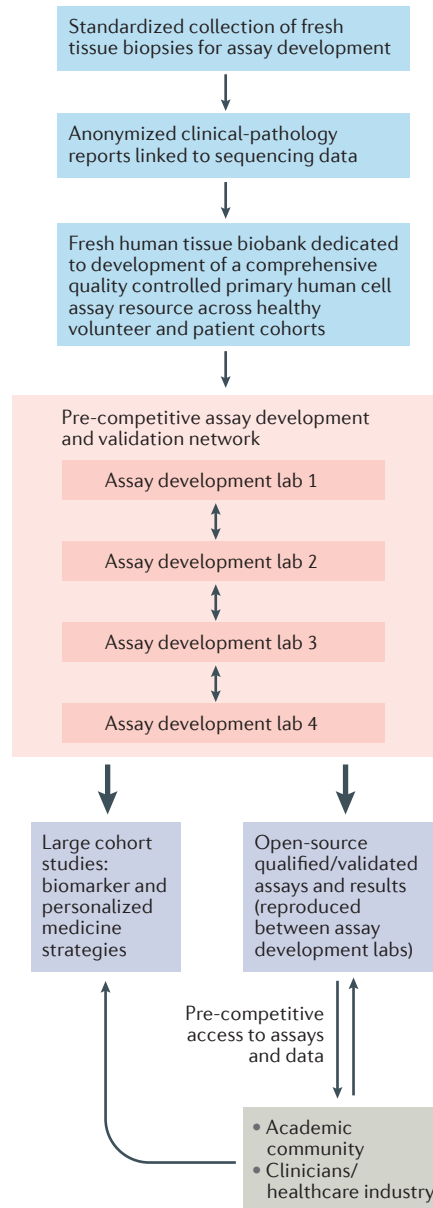 Standardized collection of fresh
tissue biopsies for assay development
Anonymized clinical-pathology
reports linked to sequencing data
Fresh human tissue biobank dedicated
to development of a comprehensive
quality controlled primary human cell
assay resource across healthy
volunteer and patient cohorts
Pre-competitive assay development
and validation network
Assay development lab 1
Assay development lab 2
Assay development lab 3
Assay development lab 4
Large cohort
studies:
biomarker and
personalized
medicine
strategies
Open-source
qualified/validated
assays and results
(reproduced
between assay
development labs)
Pre-competitive
access to assays
and data
• Academic
community
• Clinicians/
healthcare industry